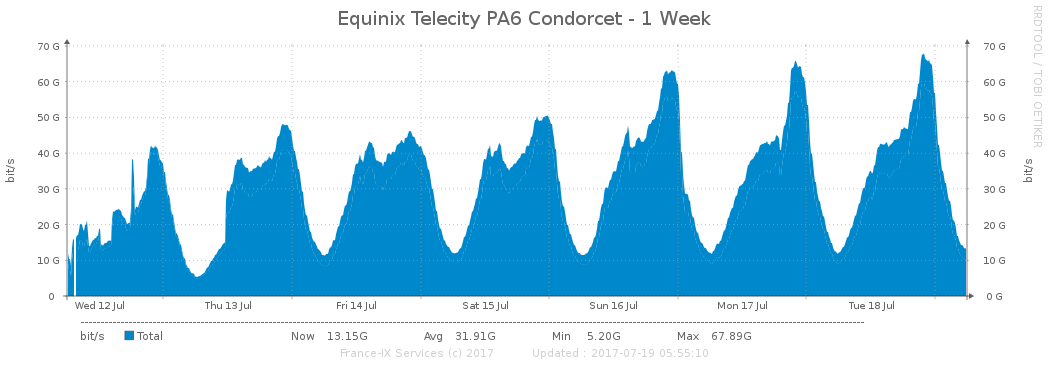 Equinix Telecity PA6 Condorcet - 1 Week
RRDTOOL / TOBI OETIKER
bit/s
70 G 70 G
60 G 60 G
50 G 50 G
40 G 40 G
30 G 30 G
20 G 20 G
10 G 10 G
0 0 G
bit/s
Wed 12 Jul Thu 13 Jul Fri 14 Jul Sat 15 Jul Sun 16 Jul Mon 17 Jul Tue 18 Jul
bit/s Total Now 13.15G Avg 31.91G Min 5.20G Max 67.89G
France-IX Services (c) 2017 Updated : 2017-07-19 05:55:10